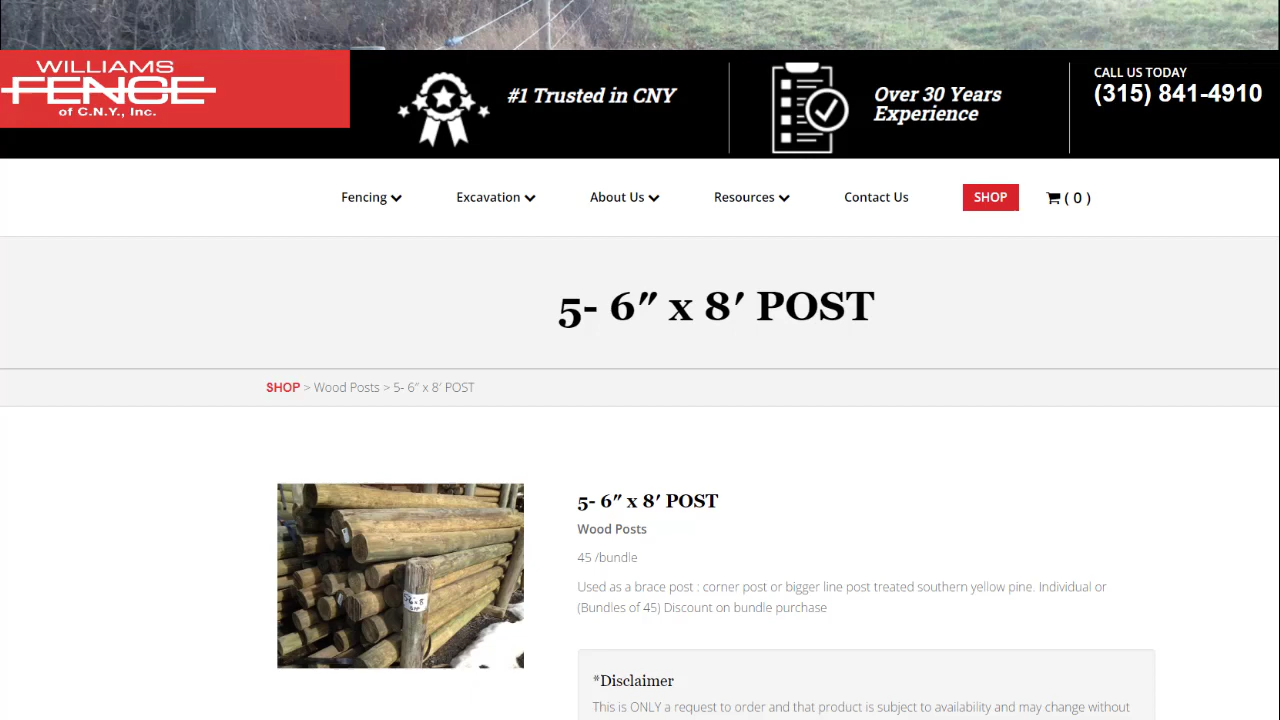 WILLIAMS
FENCE
of C.N.Y., Inc.
#1 Trusted in CNY
Over 30 Years
Experience
CALL US TODAY
(315) 841-4910
Fencing
Excavation
About Us
Resources
Contact Us
SHOP
( 0 )
5- 6″ x 8′ POST
SHOP > Wood Posts > 5- 6″ x 8′ POST
5- 6″ x 8′ POST
Wood Posts
45 /bundle
Used as a brace post : corner post or bigger line post treated southern yellow pine. Individual or
(Bundles of 45) Discount on bundle purchase
*Disclaimer
This is ONLY a request to order and that product is subject to availability and may change without